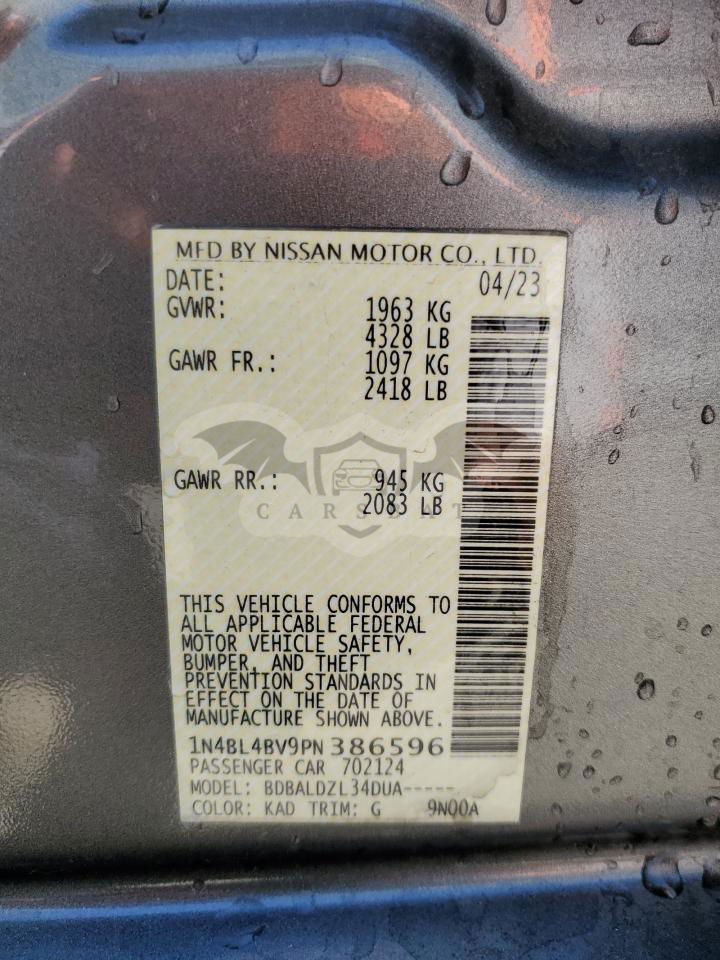 MFD BY NISSAN MOTOR CO., LTD.
DATE: 04/23
GVWR: 1963 KG
4328 LB
GAWR FR.: 1097 KG
2418 LB
GAWR RR.: 945 KG
2083 LB
CARSEAT
THIS VEHICLE CONFORMS TO
ALL APPLICABLE FEDERAL
MOTOR VEHICLE SAFETY,
BUMPER, AND THEFT
PREVENTION STANDARDS IN
EFFECT ON THE DATE OF
MANUFACTURE SHOWN ABOVE.
1N4BL4BV9PN386596
PASSENGER CAR 702124
MODEL: BDBALDZL34DUA-----
COLOR: KAD TRIM: G 9N00A